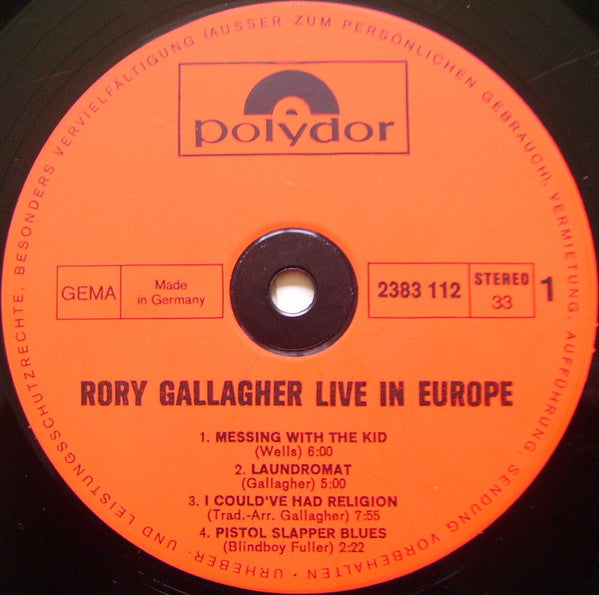 URHEBER- UND LEISTUNGSSCHUTZRECHTE, BESONDERS VERVIELFÄLTIGUNG (AUSSER ZUM PERSÖNLICHEN GEBRAUCH), VERMIETUNG, AUFFÜHRUNG, SENDUNG VORBEHALTEN ·
polydor
GEMA
Made
in Germany
2383 112
STEREO
33
1
RORY GALLAGHER LIVE IN EUROPE
1. MESSING WITH THE KID
(Wells) 6:00
2. LAUNDROMAT
(Gallagher) 5:00
3. I COULD'VE HAD RELIGION
(Trad.-Arr. Gallagher) 7:55
4. PISTOL SLAPPER BLUES
(Blindboy Fuller) 2:22